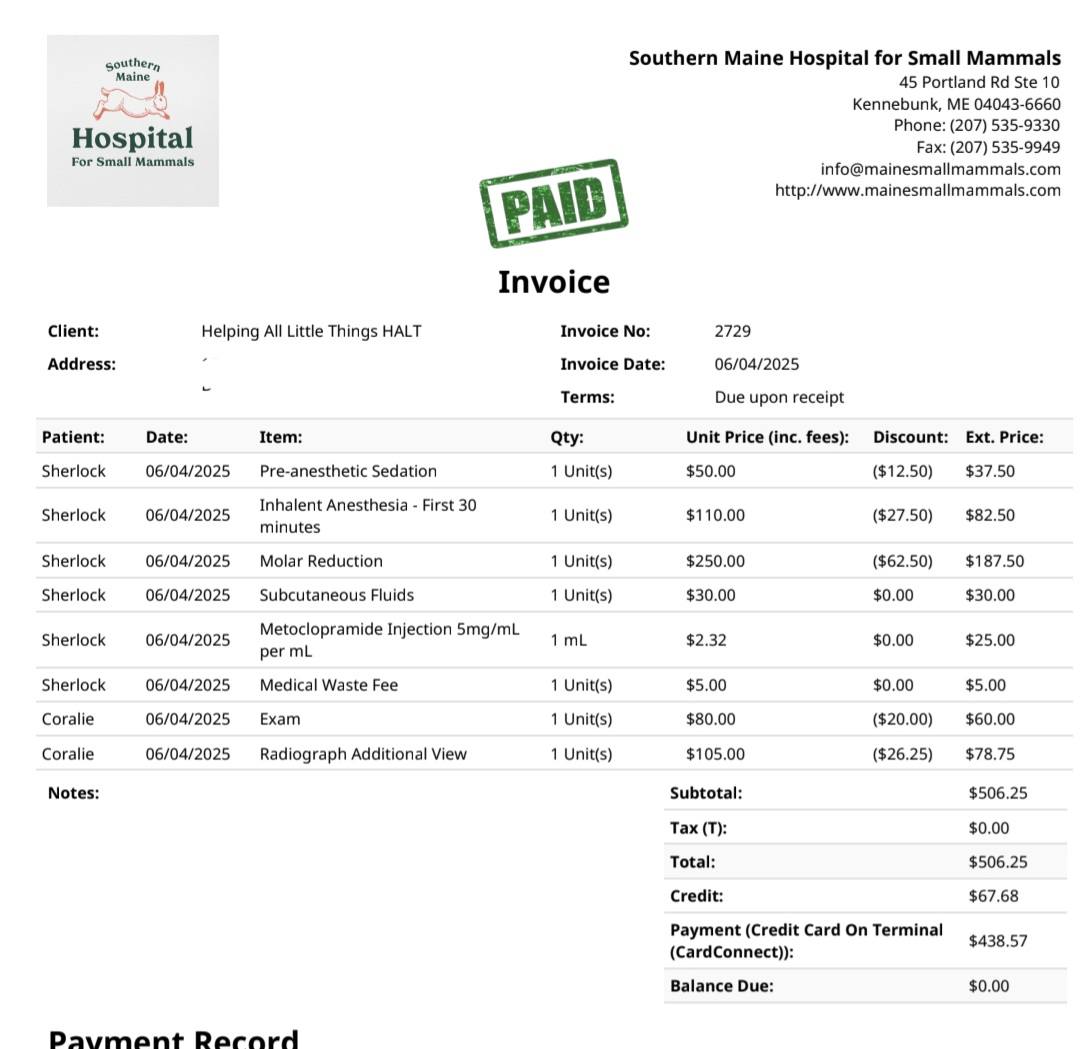 Southern
Maine
Hospital
For Small Mammals
Southern Maine Hospital for Small Mammals
45 Portland Rd Ste 10
Kennebunk, ME 04043-6660
Phone: (207) 535-9330
Fax: (207) 535-9949
info@mainesmallmammals.com
http://www.mainesmallmammals.com
PAID
Invoice
Client: Helping All Little Things HALT Invoice No: 2729
Address: Invoice Date: 06/04/2025
Terms: Due upon receipt
Patient: Date: Item: Qty: Unit Price (inc. fees): Discount: Ext. Price:
Sherlock 06/04/2025 Pre-anesthetic Sedation 1 Unit(s) $50.00 ($12.50) $37.50
Sherlock 06/04/2025 Inhalent Anesthesia - First 30
minutes 1 Unit(s) $110.00 ($27.50) $82.50
Sherlock 06/04/2025 Molar Reduction 1 Unit(s) $250.00 ($62.50) $187.50
Sherlock 06/04/2025 Subcutaneous Fluids 1 Unit(s) $30.00 $0.00 $30.00
Sherlock 06/04/2025 Metoclopramide Injection 5mg/mL
per mL 1 mL $2.32 $0.00 $25.00
Sherlock 06/04/2025 Medical Waste Fee 1 Unit(s) $5.00 $0.00 $5.00
Coralie 06/04/2025 Exam 1 Unit(s) $80.00 ($20.00) $60.00
Coralie 06/04/2025 Radiograph Additional View 1 Unit(s) $105.00 ($26.25) $78.75
Notes: Subtotal: $506.25
Tax (T): $0.00
Total: $506.25
Credit: $67.68
Payment (Credit Card On Terminal
(CardConnect)): $438.57
Balance Due: $0.00
Payment Record